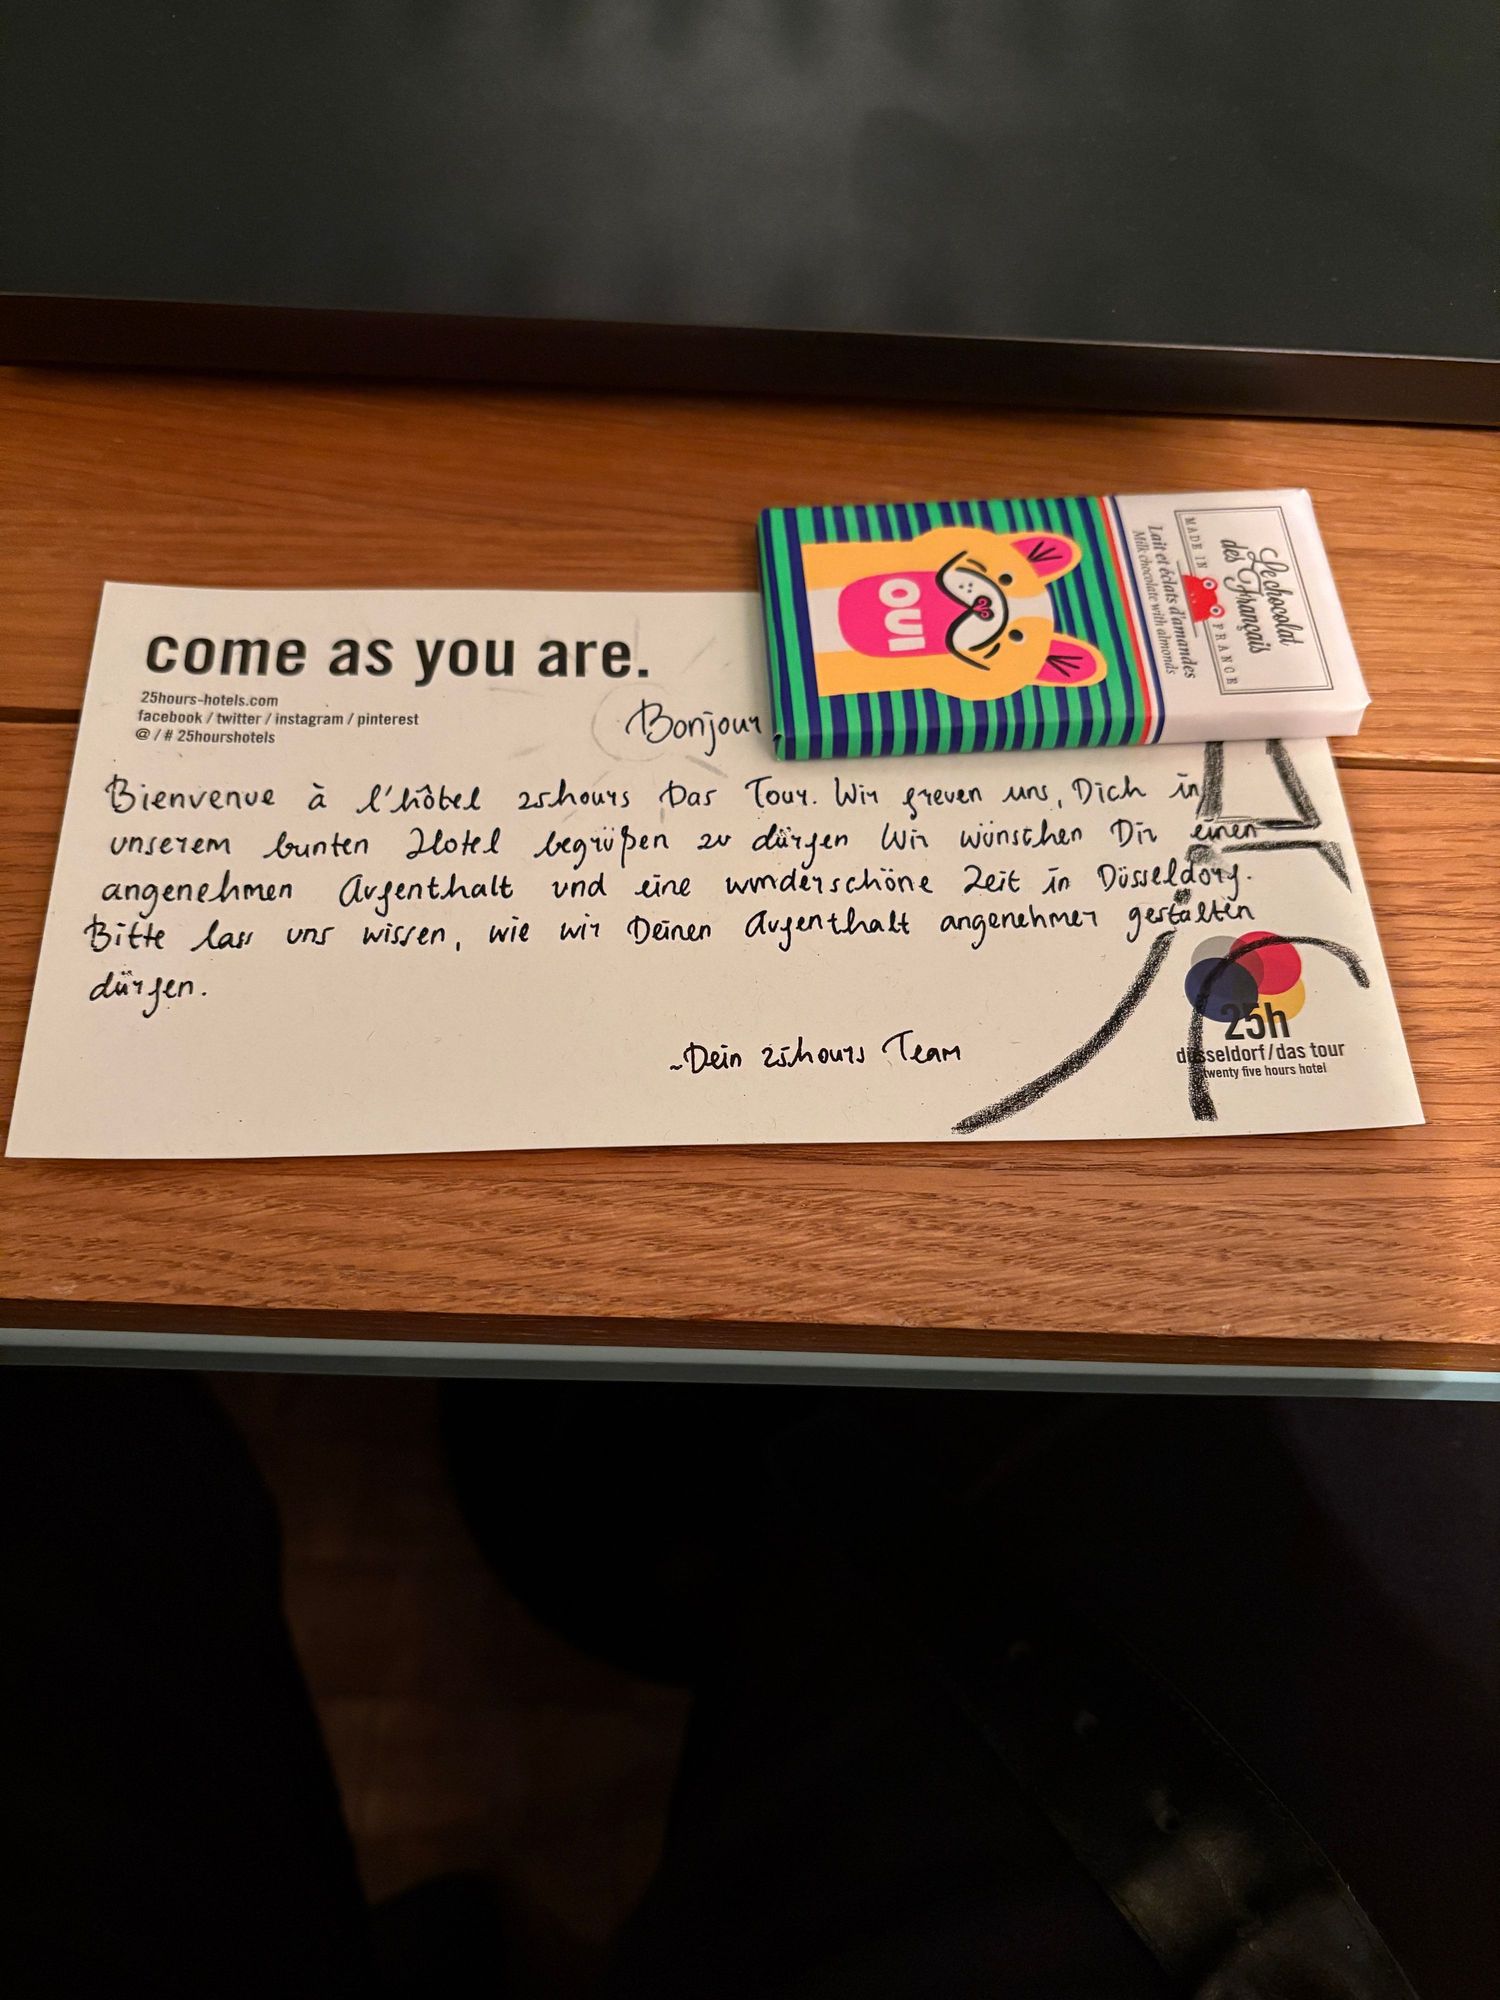 come as you are.
25hours-hotels.com
facebook / twitter / instagram / pinterest
@ / # 25hourshotels
Bonjour
Bienvenue à l'hôtel 25hours Das Tour. Wir freuen uns, Dich in
unserem bunten Hotel begrüßen zu dürfen Wir wünschen Dir einen
angenehmen Aufenthalt und eine wunderschöne Zeit in Düsseldorf.
Bitte lass uns wissen, wie wir Deinen Aufenthalt angenehmer gestalten
dürfen.
~Dein 25hours Team
25h
düsseldorf/das tour
twenty five hours hotel
Le chocolat
des Français
MADE IN FRANCE
Lait et éclats d'amandes
Milk chocolate with almonds
OUI